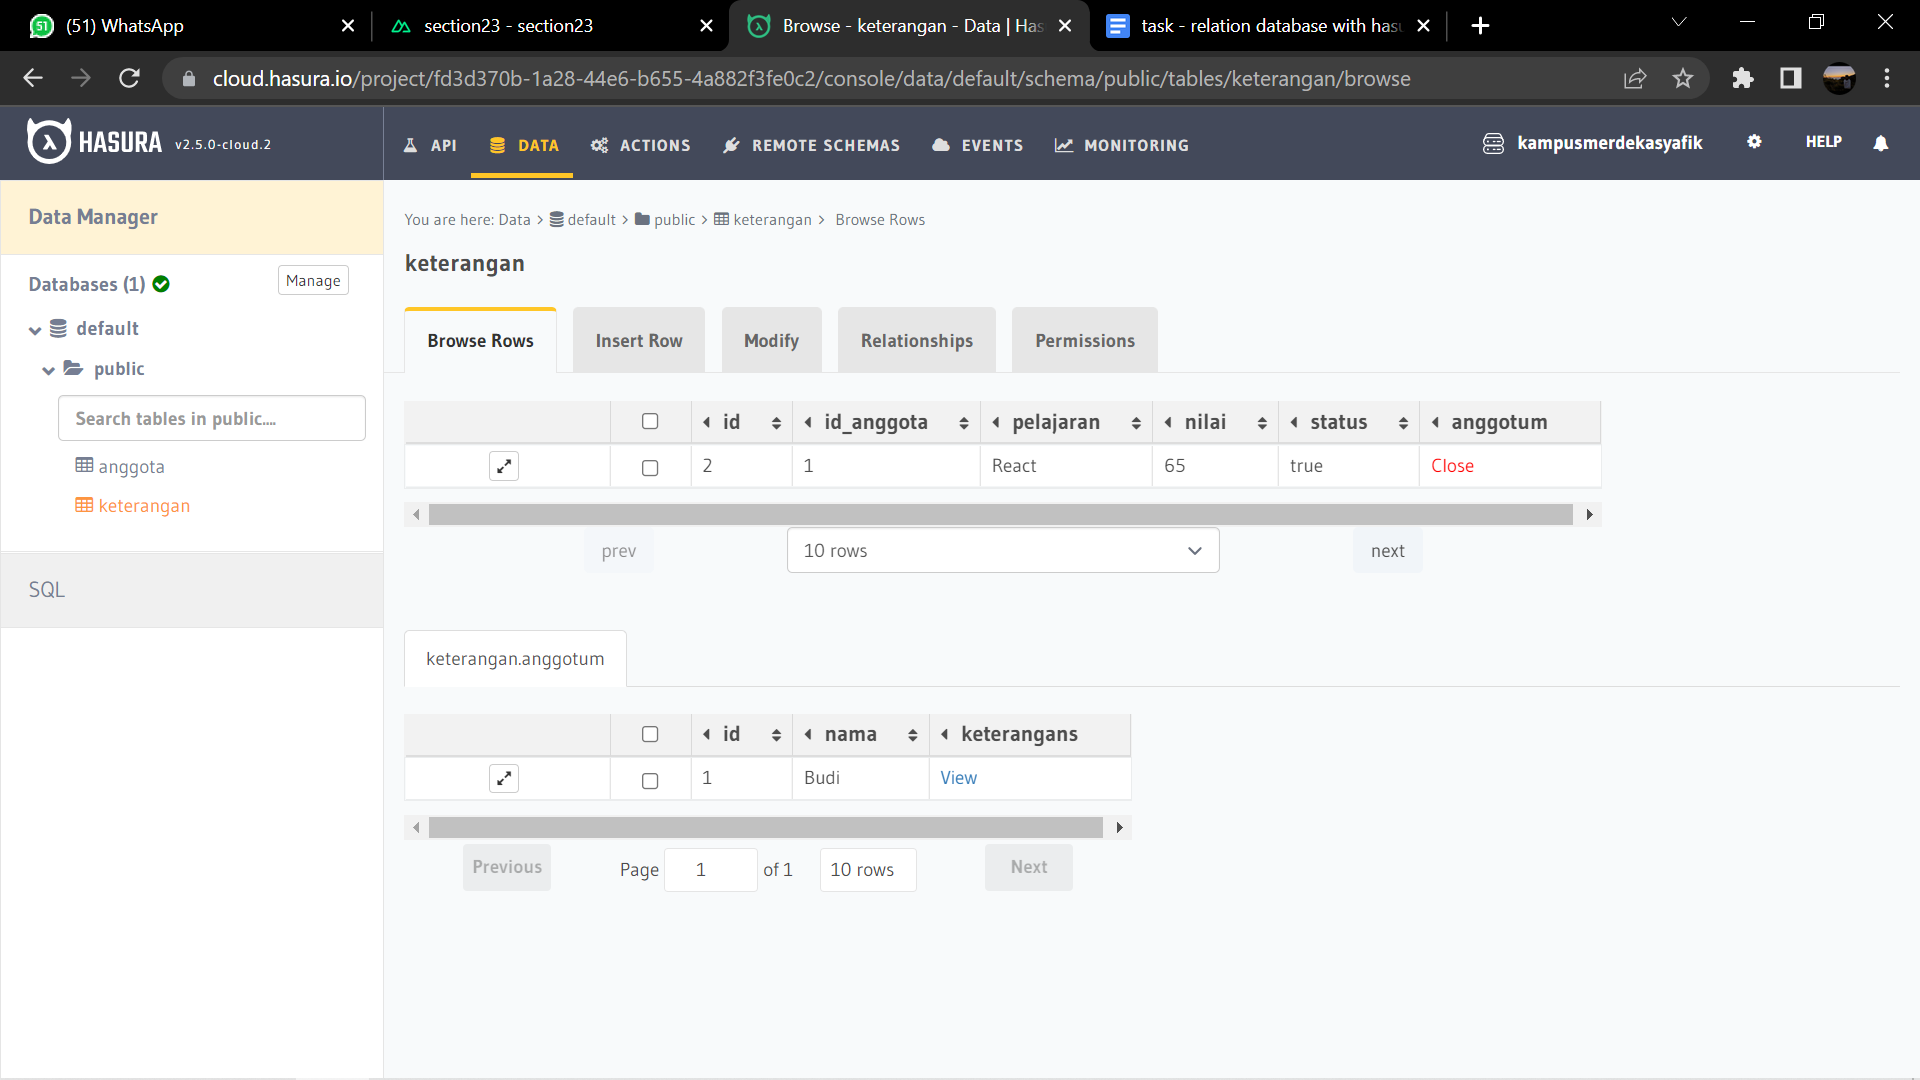 (51) WhatsApp
section23 - section23
Browse - keterangan - Data | Has
task - relation database with hasu
cloud.hasura.io/project/fd3d370b-1a28-44e6-b655-4a882f3fe0c2/console/data/default/schema/public/tables/keterangan/browse
HASURA v2.5.0-cloud.2
API DATA ACTIONS REMOTE SCHEMAS EVENTS MONITORING
kampusmerdekasyafik HELP
Data Manager
Databases (1) Manage
default
public
Search tables in public....
anggota
keterangan
SQL
You are here: Data > default > public > keterangan > Browse Rows
keterangan
Browse Rows Insert Row Modify Relationships Permissions
id id_anggota pelajaran nilai status anggotum
2 1 React 65 true Close
prev 10 rows next
keterangan.anggotum
id nama keterangans
1 Budi View
Previous Page 1 of 1 10 rows Next